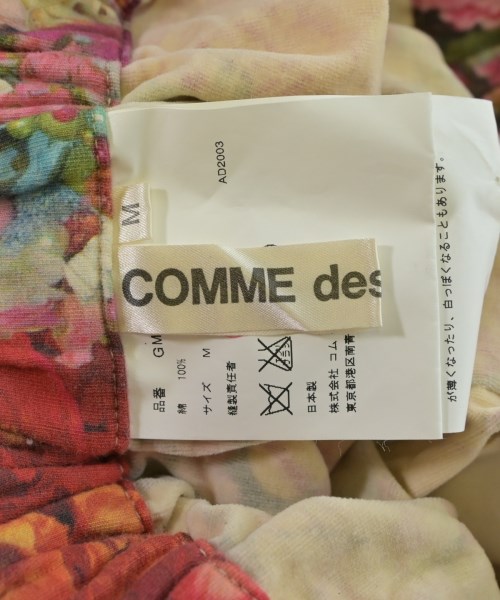 COMME des
M
AD2003
品番 GM
綿 100%
サイズ M
縫製責任者
日本製
株式会社 コム
東京都港区南青
が薄くなったり、白っぽくなることもあります。